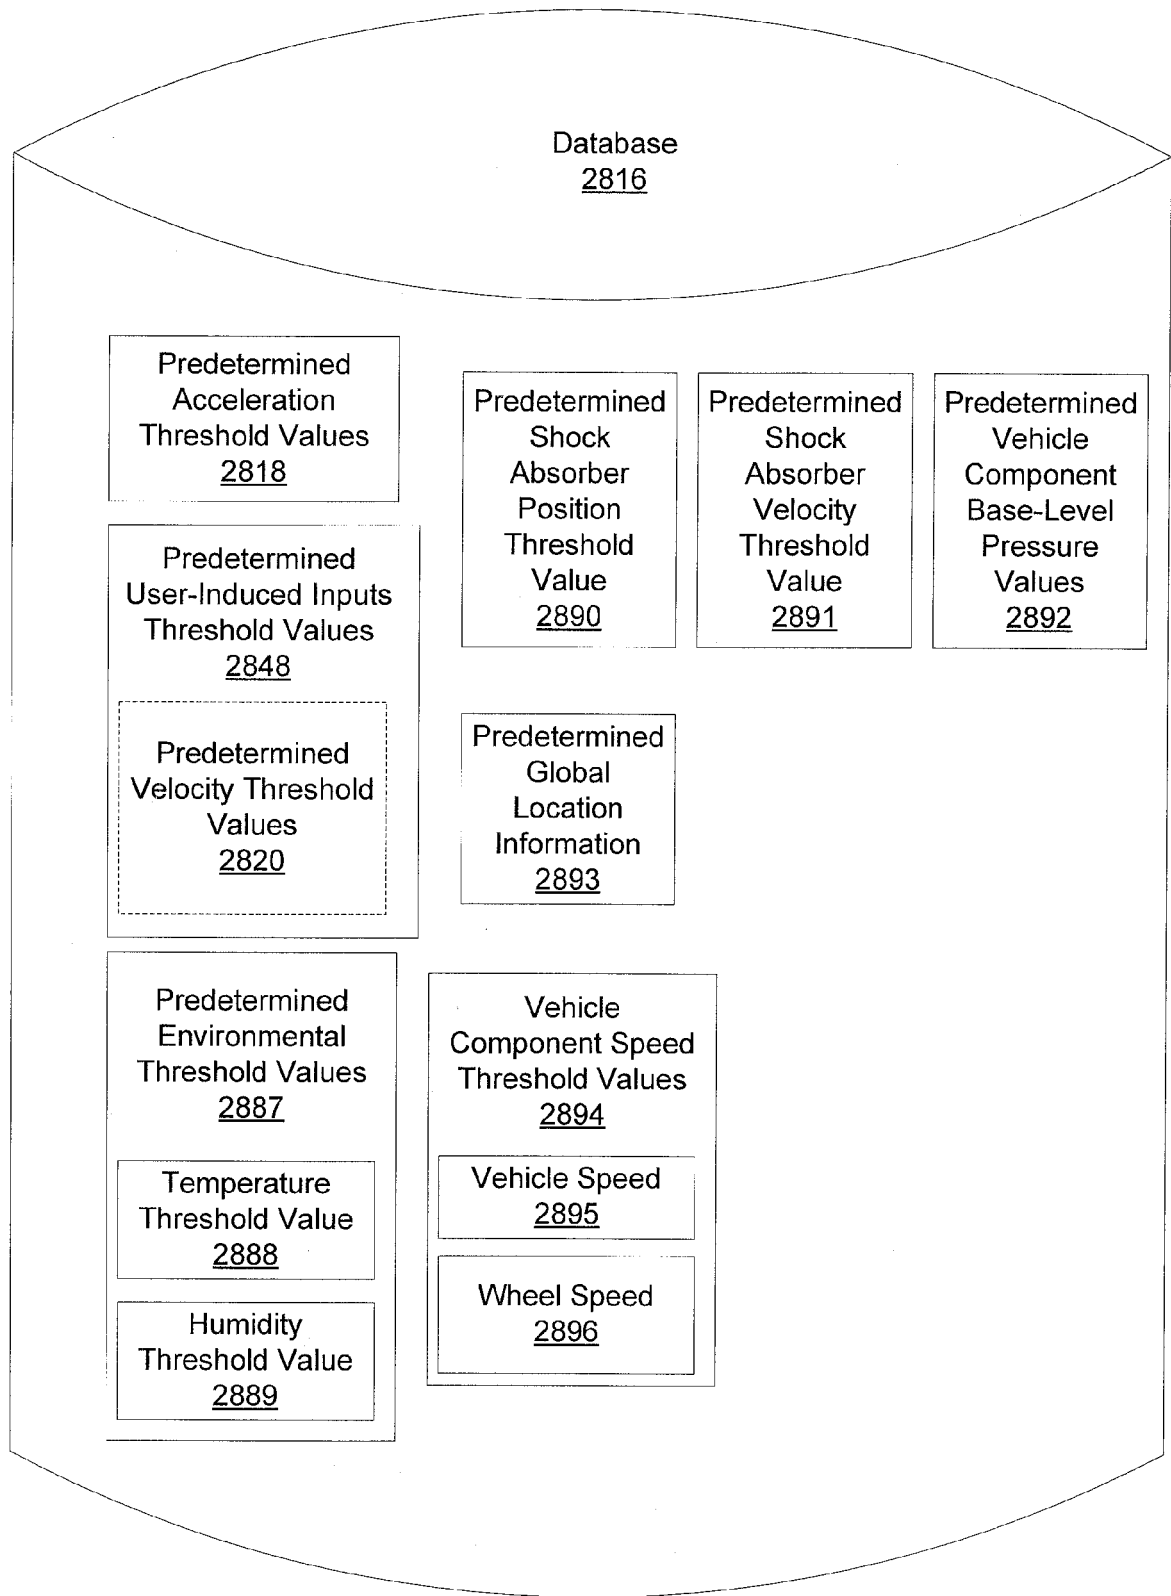 Database
2816
Predetermined
Acceleration
Threshold Values
2818
Predetermined
User-Induced Inputs
Threshold Values
2848
Predetermined
Velocity Threshold
Values
2820
Predetermined
Environmental
Threshold Values
2887
Temperature
Threshold Value
2888
Humidity
Threshold Value
2889
Predetermined
Shock
Absorber
Position
Threshold
Value
2890
Predetermined
Shock
Absorber
Velocity
Threshold
Value
2891
Predetermined
Vehicle
Component
Base-Level
Pressure
Values
2892
Predetermined
Global
Location
Information
2893
Vehicle
Component Speed
Threshold Values
2894
Vehicle Speed
2895
Wheel Speed
2896